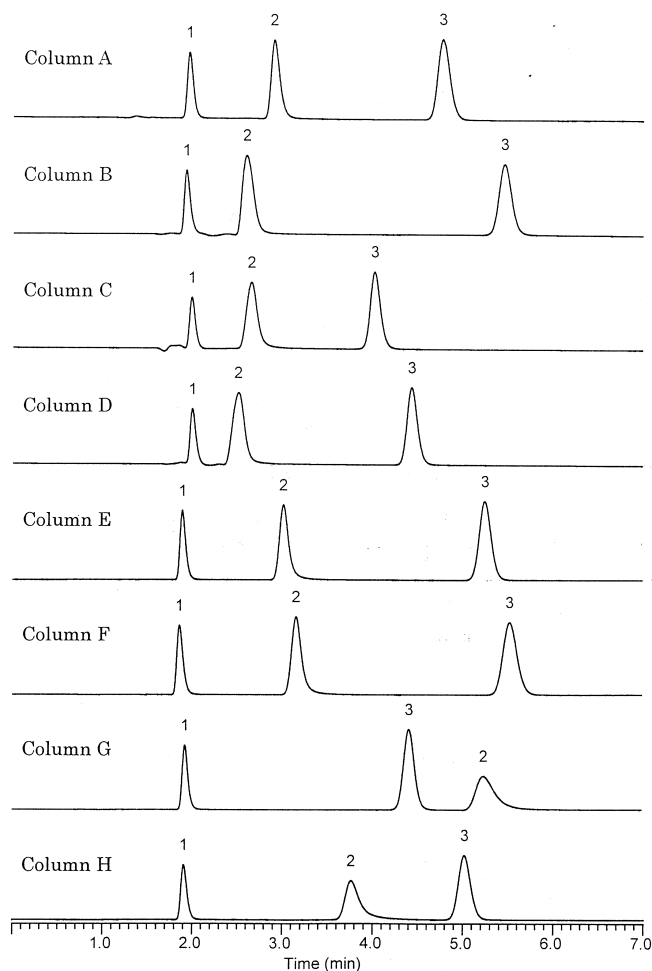 1 2 3
Column A
1 2 3
Column B
1 2 3
Column C
1 2 3
Column D
1 2 3
Column E
1 2 3
Column F
1 3 2
Column G
1 2 3
Column H
1.0 2.0 3.0 4.0 5.0 6.0 7.0
Time (min)